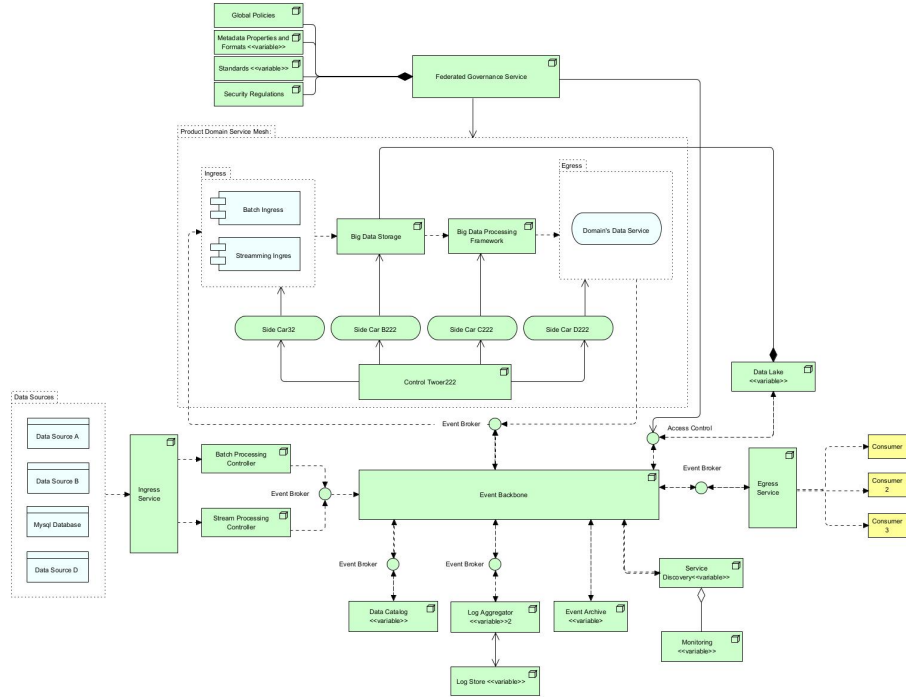 Global Policies
Metadata Properties and
Formats <<variable>>
Standards <<variable>>
Security Regulations
Federated Governance Service
Product Domain Service Mesh:
Ingress
Batch Ingress
Streamming Ingres
Big Data Storage
Big Data Processing
Framework
Egress
Domain's Data Service
Side Car32
Side Car B222
Side Car C222
Side Car D222
Control Twoer222
Data Lake
<<variable>>
Data Sources
Data Source A
Data Source B
Mysql Database
Data Source D
Ingress
Service
Batch Processing
Controller
Stream Processing
Controller
Event Broker
Event Broker
Access Control
Event Backbone
Event Broker
Egress
Service
Consumer
Consumer
2
Consumer
3
Event Broker
Event Broker
Data Catalog
<<variable>>
Log Aggregator
<<variable>>2
Event Archive
<<variable>
Service
Discovery<<variable>>
Monitoring
<<variable>>
Log Store <<variable>>